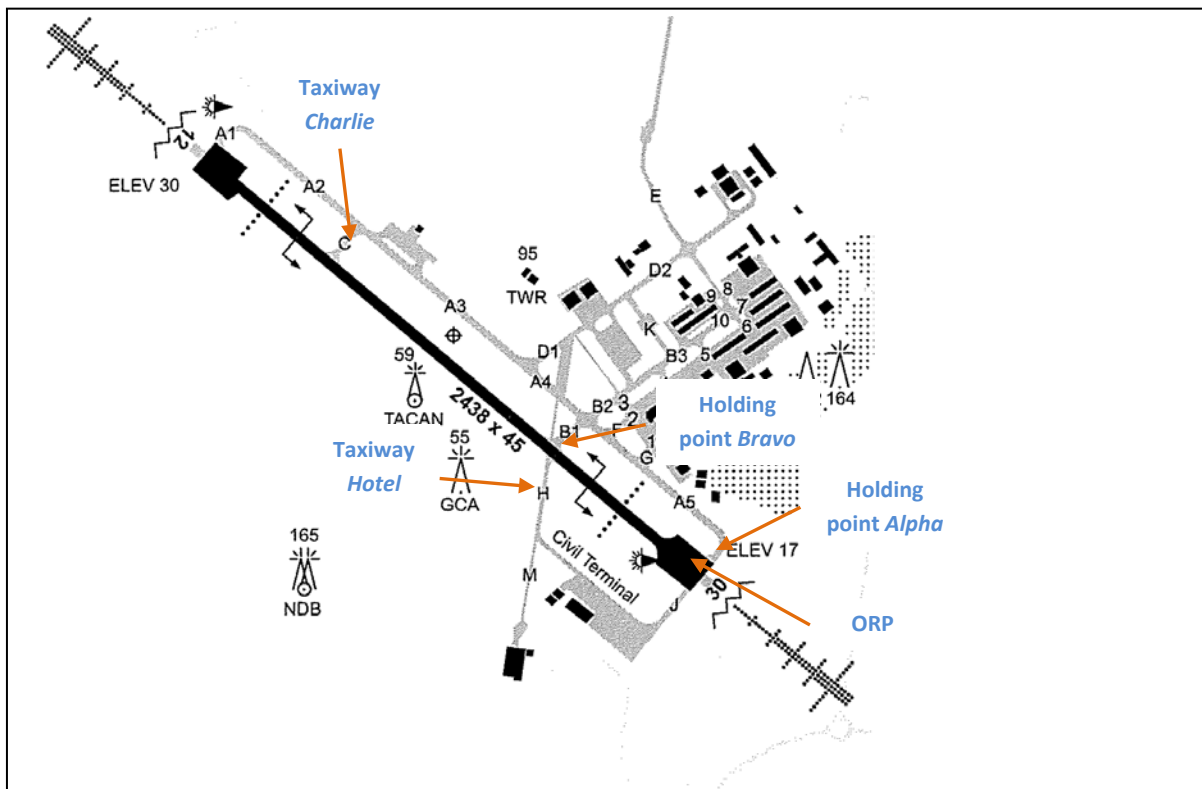 Taxiway
Charlie
12
A1
ELEV 30
A2
C
E
95
TWR
D2
A3
8
9
7
10
6
K
D1
B3
5
59
TACAN
A4
2438 x 45
B2
3
164
2
F
Holding
point Bravo
B1
1
55
GCA
Taxiway
Hotel
G
H
A5
Holding
point Alpha
ELEV 17
165
NDB
Civil Terminal
M
30
J
ORP